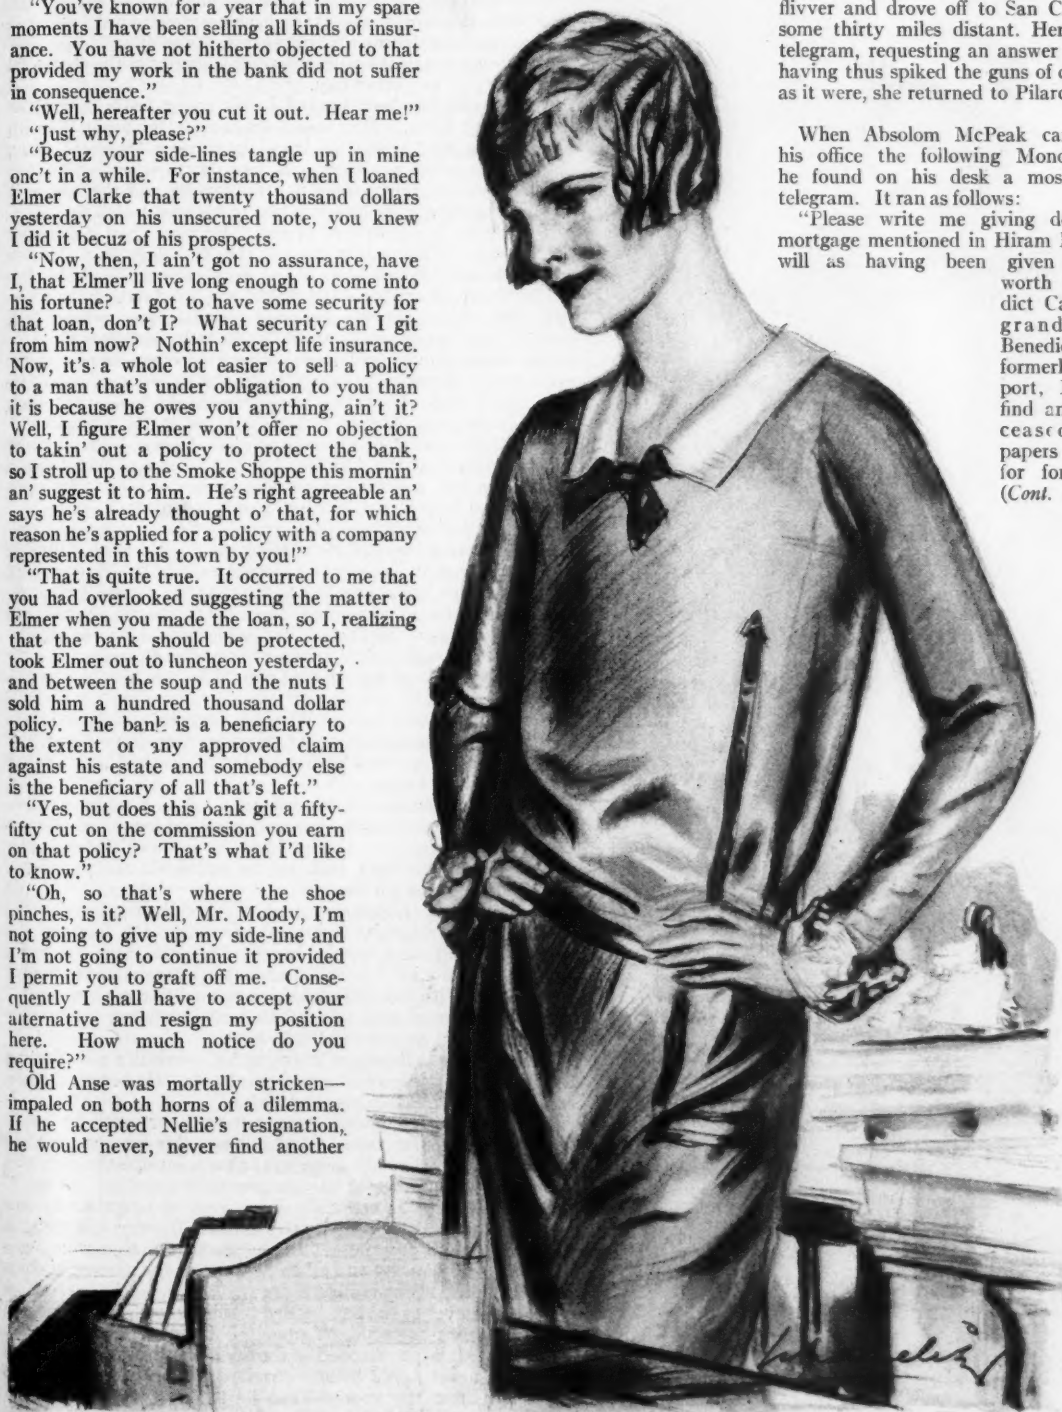 "You've known for a year that in my spare
moments I have been selling all kinds of insur-
ance. You have not hitherto objected to that
provided my work in the bank did not suffer
in consequence."
"Well, hereafter you cut it out. Hear me!"
"Just why, please?"
"Becuz your side-lines tangle up in mine
onc't in a while. For instance, when I loaned
Elmer Clarke that twenty thousand dollars
yesterday on his unsecured note, you knew
I did it becuz of his prospects.
"Now, then, I ain't got no assurance, have
I, that Elmer'll live long enough to come into
his fortune? I got to have some security for
that loan, don't I? What security can I git
from him now? Nothin' except life insurance.
Now, it's a whole lot easier to sell a policy
to a man that's under obligation to you than
it is because he owes you anything, ain't it?
Well, I figure Elmer won't offer no objection
to takin' out a policy to protect the bank,
so I stroll up to the Smoke Shoppe this mornin'
an' suggest it to him. He's right agreeable an'
says he's already thought o' that, for which
reason he's applied for a policy with a company
represented in this town by you!"
"That is quite true. It occurred to me that
you had overlooked suggesting the matter to
Elmer when you made the loan, so I, realizing
that the bank should be protected,
took Elmer out to luncheon yesterday,
and between the soup and the nuts I
sold him a hundred thousand dollar
policy. The bank is a beneficiary to
the extent of any approved claim
against his estate and somebody else
is the beneficiary of all that's left."
"Yes, but does this bank git a fifty-
fifty cut on the commission you earn
on that policy? That's what I'd like
to know."
"Oh, so that's where the shoe
pinches, is it? Well, Mr. Moody, I'm
not going to give up my side-line and
I'm not going to continue it provided
I permit you to graft off me. Conse-
quently I shall have to accept your
alternative and resign my position
here. How much notice do you
require?"
Old Anse was mortally stricken—
impaled on both horns of a dilemma.
If he accepted Nellie's resignation,
he would never, never find another
flivver and drove off to San C
some thirty miles distant. Her
telegram, requesting an answer
having thus spiked the guns of
as it were, she returned to Pilarc
When Absolom McPeak ca
his office the following Mon
he found on his desk a mos
telegram. It ran as follows:
"Please write me giving de
mortgage mentioned in Hiram
will as having been given
worth
dict Ca
grand
Benedi
formerl
port,
find an
cease
papers
for for
(Cont.